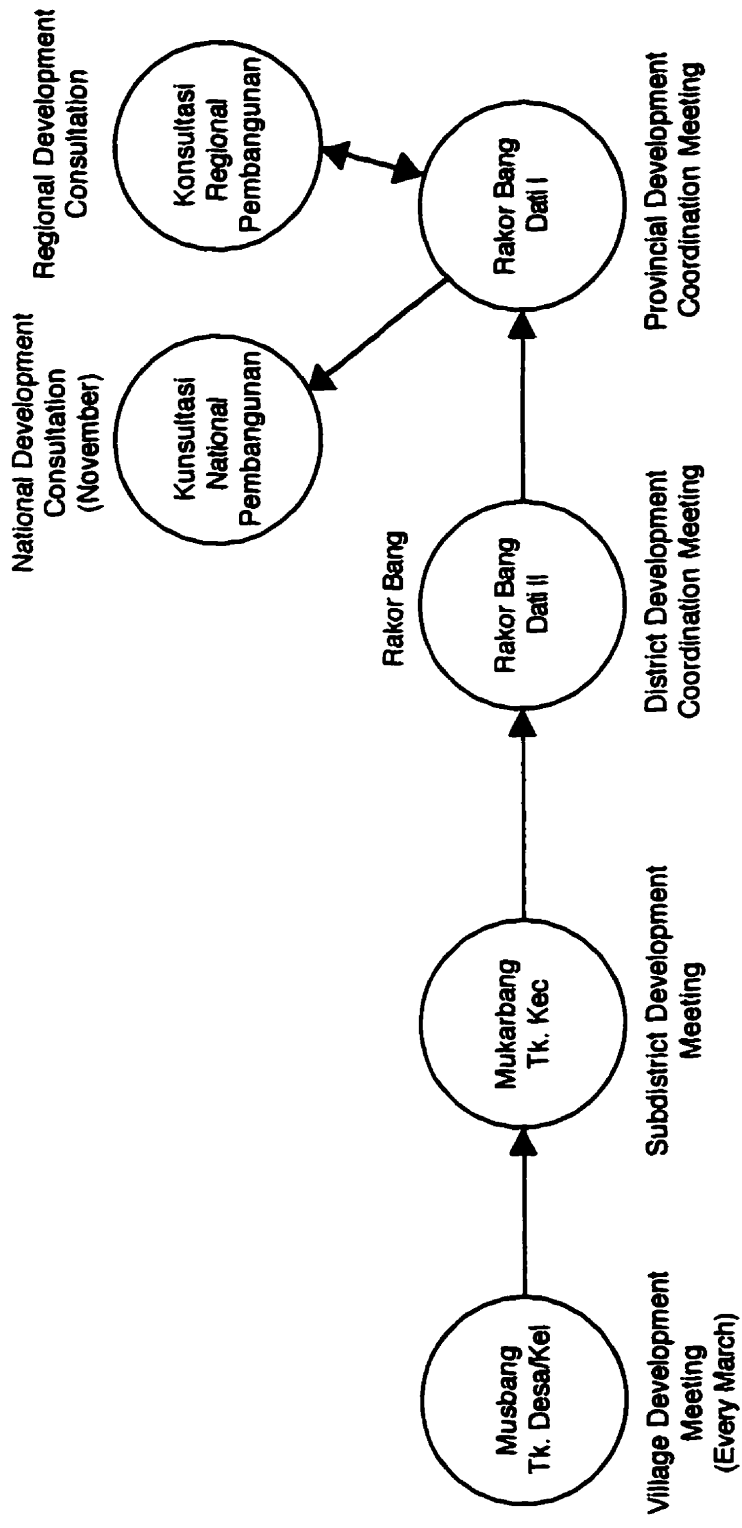 National Development
Consultation
(November)
Kunsultasi
National
Pembangunan
Regional Development
Consultation
Konsultasi
Regional
Pembangunan
Musbang
Tk. Desa/Kel
Village Development
Meeting
(Every March)
Mukarbang
Tk. Kec
Subdistrict Development
Meeting
Rakor Bang
Rakor Bang
Dati II
District Development
Coordination Meeting
Rakor Bang
Dati I
Provincial Development
Coordination Meeting